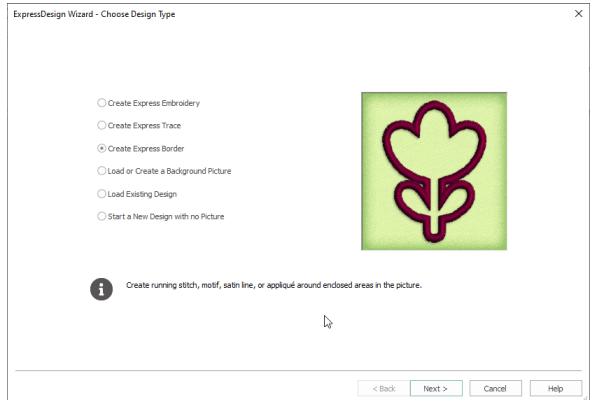 ExpressDesign Wizard - Choose Design Type
Create Express Embroidery
Create Express Trace
Create Express Border
Load or Create a Background Picture
Load Existing Design
Start a New Design with no Picture
Create running stitch, motif, satin line, or appliqué around enclosed areas in the picture.
< Back Next > Cancel Help